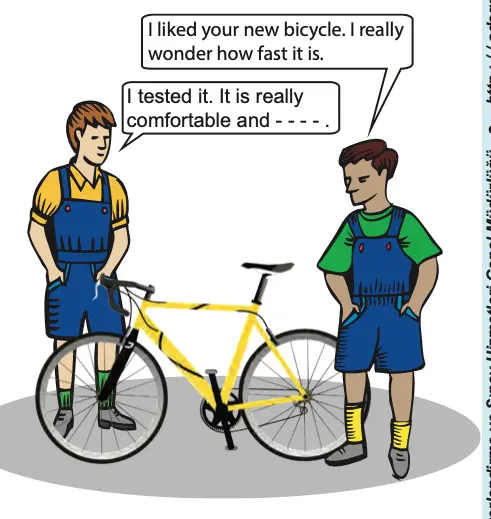 I liked your new bicycle. I really
wonder how fast it is.
I tested it. It is really
comfortable and - - - - .